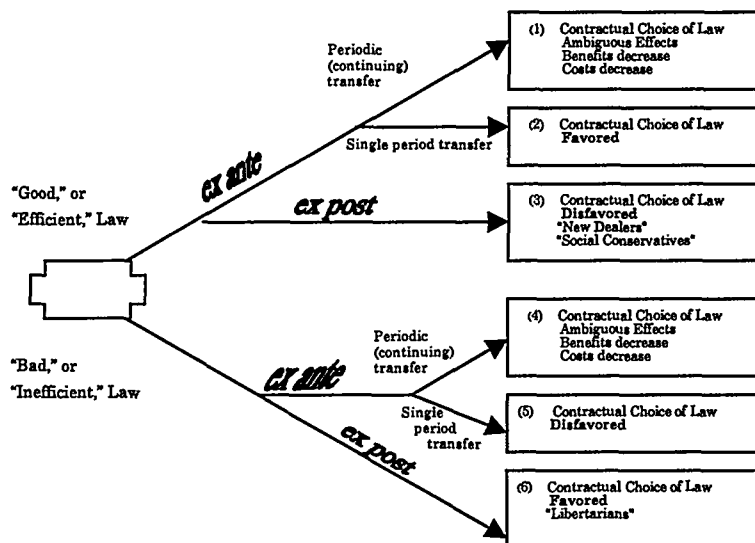 (1) Contractual Choice of Law
Ambiguous Effects
Benefits decrease
Costs decrease
Periodic
(continuing)
transfer
(2) Contractual Choice of Law
Favored
Single period transfer
ex ante
"Good," or
"Efficient," Law
ex post
(3) Contractual Choice of Law
Disfavored
"New Dealers"
"Social Conservatives"
(4) Contractual Choice of Law
Ambiguous Effects
Benefits decrease
Costs decrease
Periodic
(continuing)
transfer
"Bad," or
"Inefficient," Law
ex ante
Single
period
transfer
(5) Contractual Choice of Law
Disfavored
ex post
(6) Contractual Choice of Law
Favored
"Libertarians"